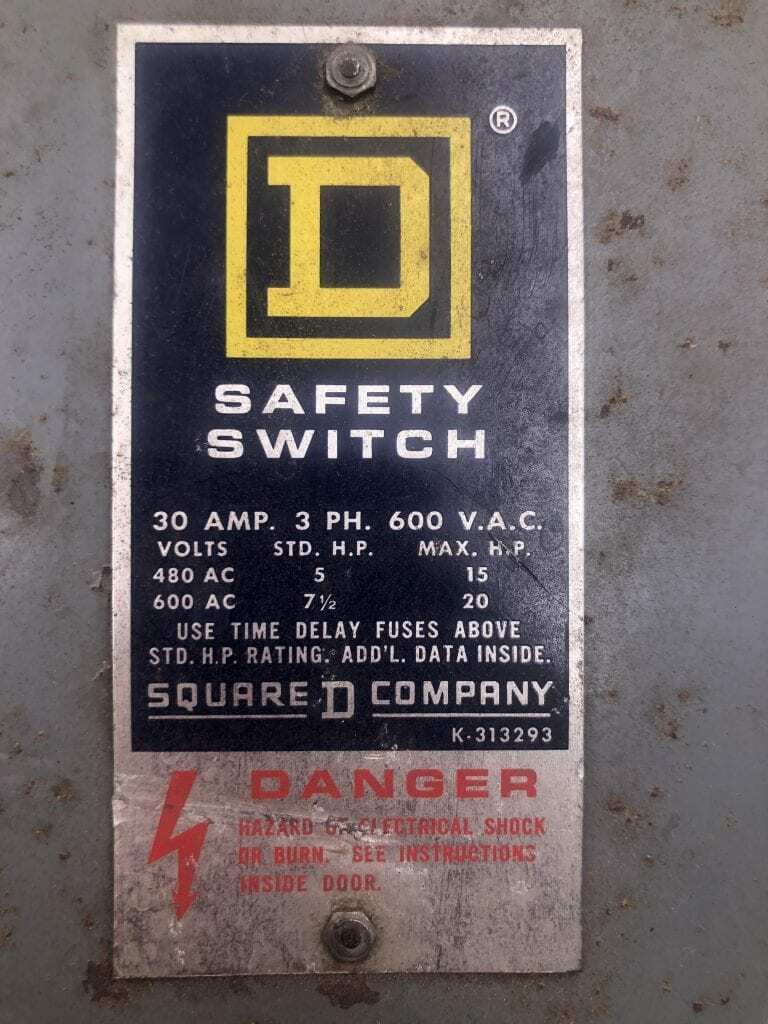 D ®
SAFETY
SWITCH
30 AMP. 3 PH. 600 V.A.C.
VOLTS STD. H.P. MAX. H.P.
480 AC 5 15
600 AC 7½ 20
USE TIME DELAY FUSES ABOVE
STD. H.P. RATING. ADD'L. DATA INSIDE.
SQUARE D COMPANY
K-313293
DANGER
HAZARD OF ELECTRICAL SHOCK
OR BURN. SEE INSTRUCTIONS
INSIDE DOOR.